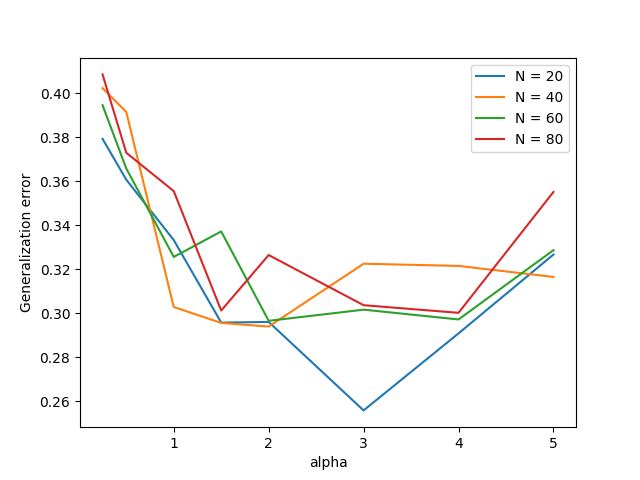 N = 20
N = 40
N = 60
N = 80
Generalization error
0.40
0.38
0.36
0.34
0.32
0.30
0.28
0.26
1 2 3 4 5
alpha